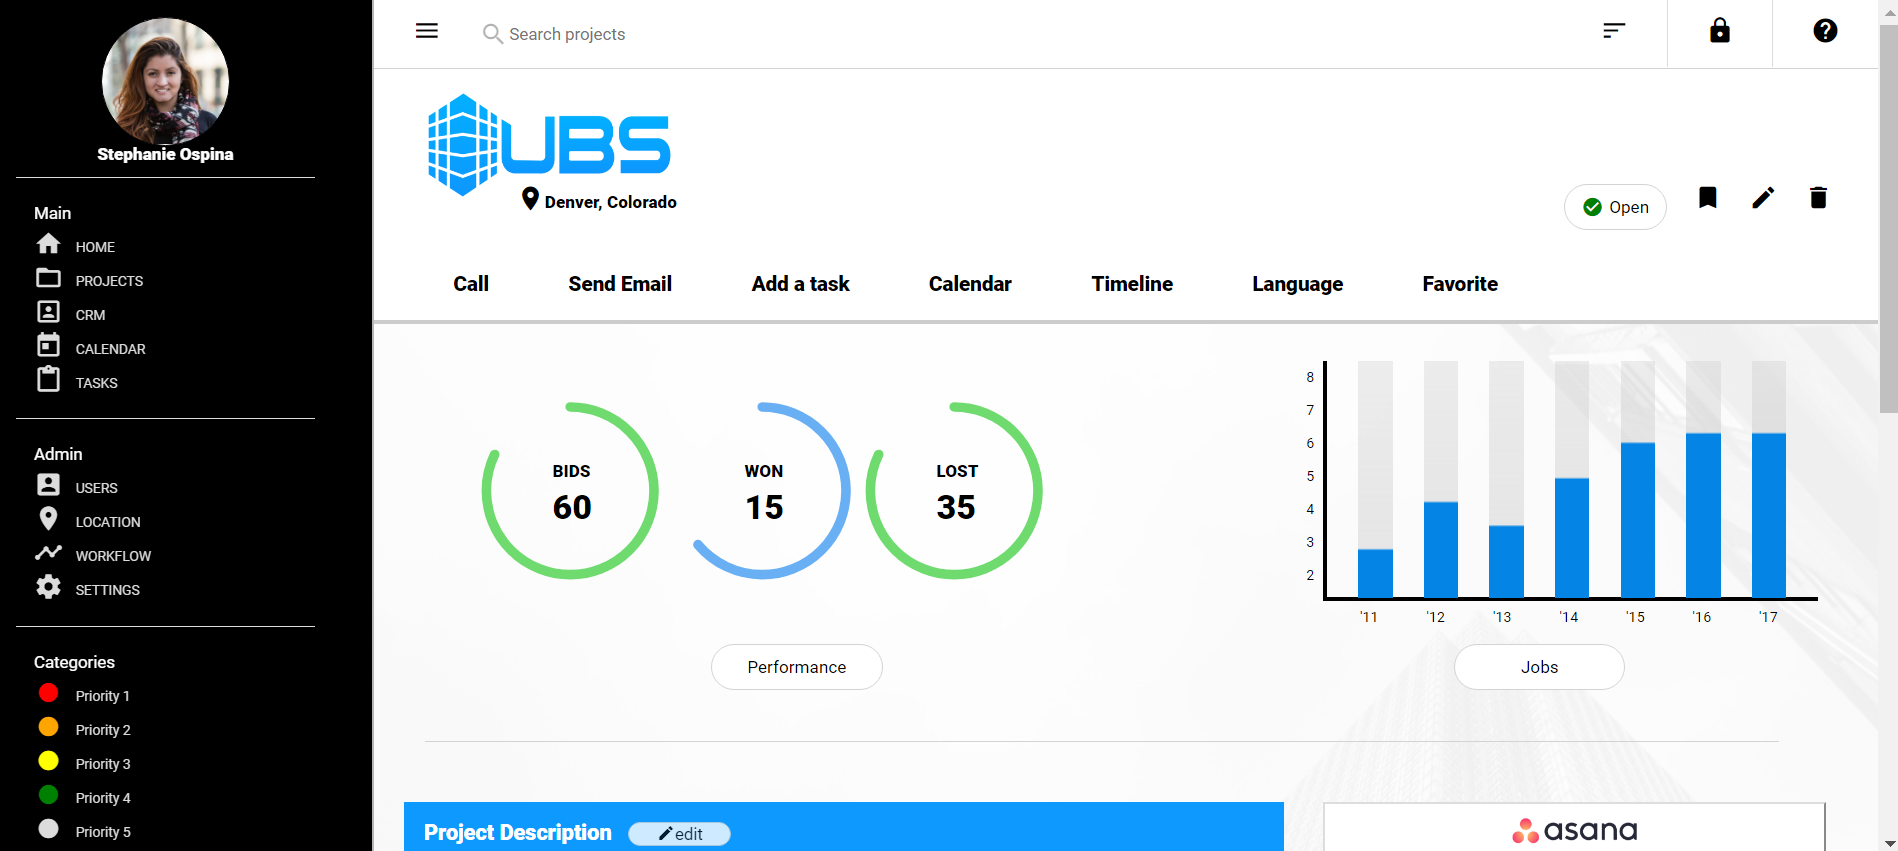 Stephanie Ospina
Main
HOME
PROJECTS
CRM
CALENDAR
TASKS
Admin
USERS
LOCATION
WORKFLOW
SETTINGS
Categories
Priority 1
Priority 2
Priority 3
Priority 4
Priority 5
Search projects
UBS
Denver, Colorado
Open
Call Send Email Add a task Calendar Timeline Language Favorite
BIDS
60
WON
15
LOST
35
Performance
8
7
6
5
4
3
2
'11 '12 '13 '14 '15 '16 '17
Jobs
Project Description edit
asana